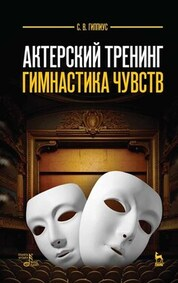 С. В. ГИППИУС
АКТЕРСКИЙ ТРЕНИНГ
ГИМНАСТИКА ЧУВСТВ